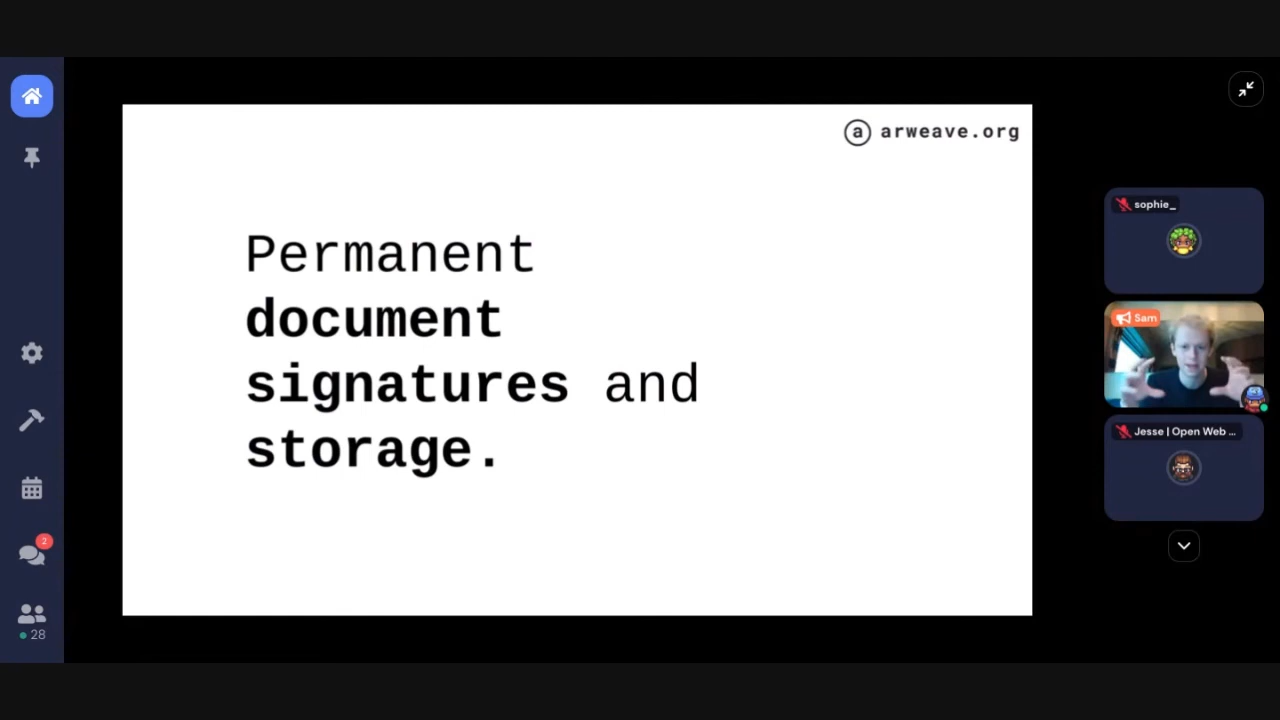 arweave.org
Permanent
document
signatures and
storage.
sophie_
Sam
Jesse | Open Web ...
2
28